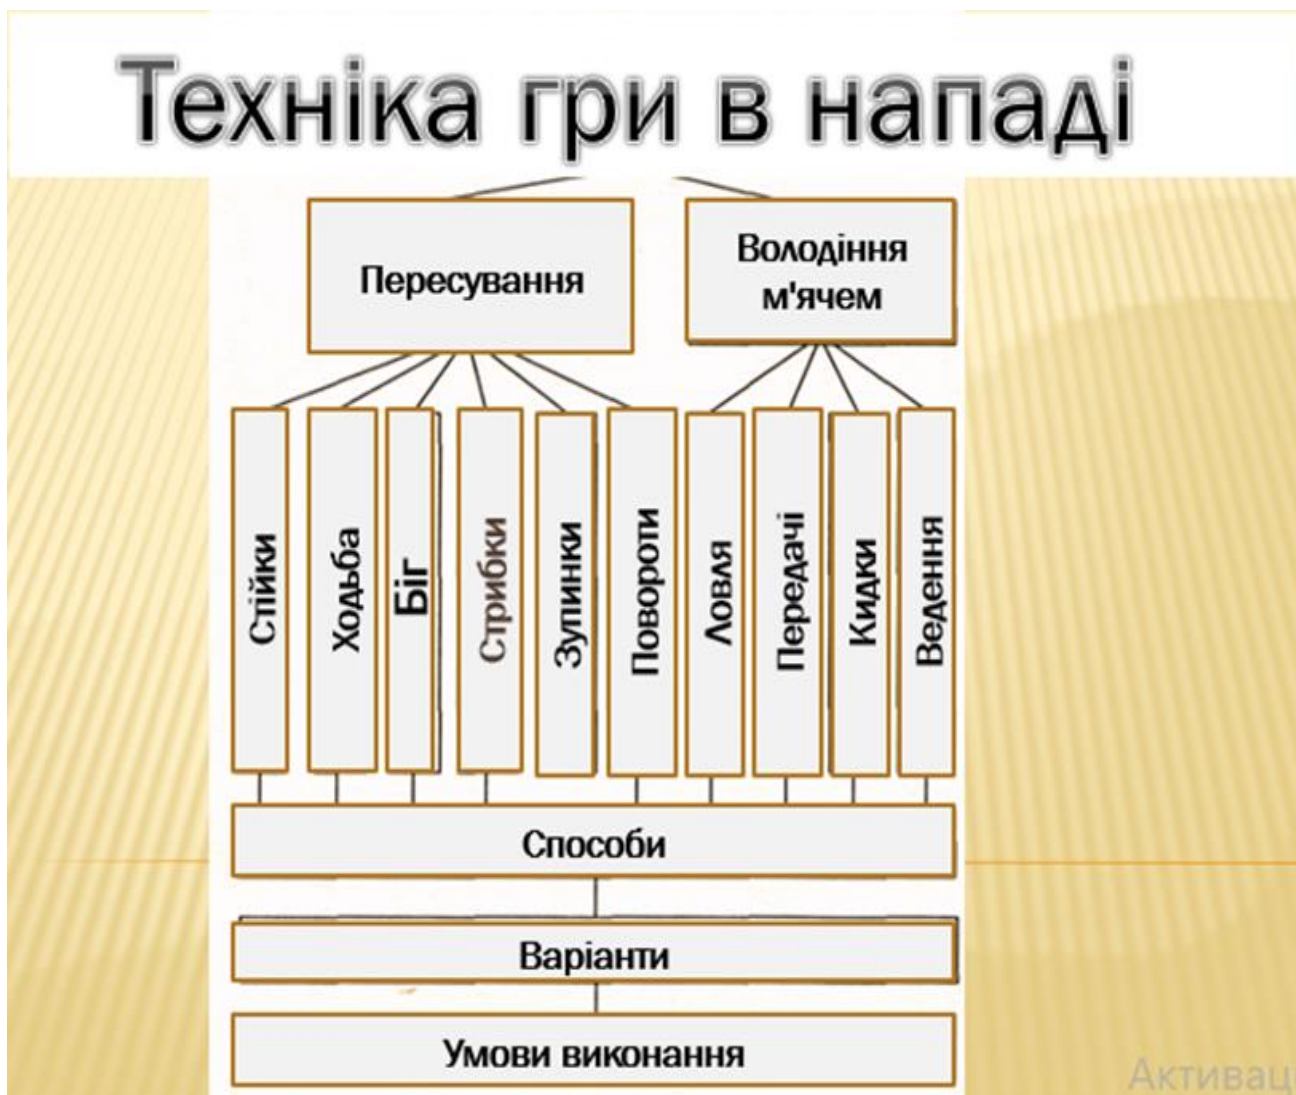 Техніка гри в нападі
Пересування
Володіння
м'ячем
Стійки
Ходьба
Біг
Стрибки
Зупинки
Повороти
Ловля
Передачі
Кидки
Ведення
Способи
Варіанти
Умови виконання